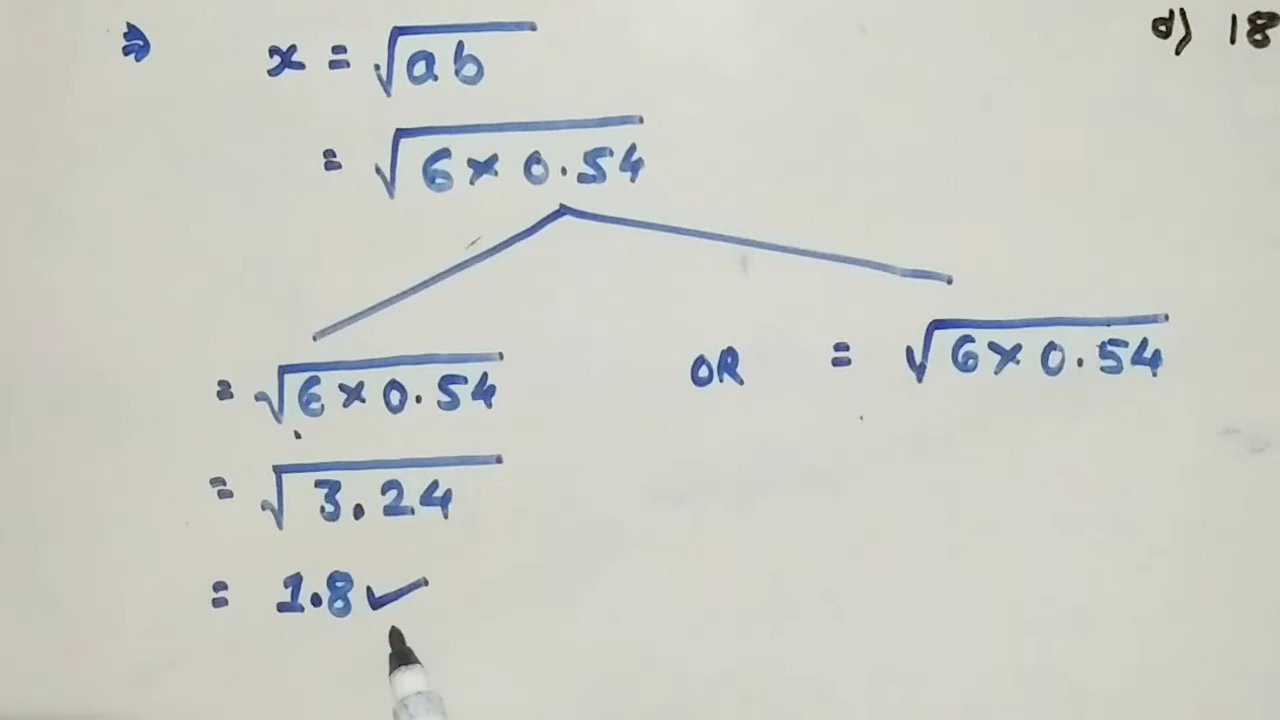 ⇒ x = √ab
d) 18
= √6 × 0.54
= √6 × 0.54 OR = √6 × 0.54
= √3.24
= 1.8 ✓